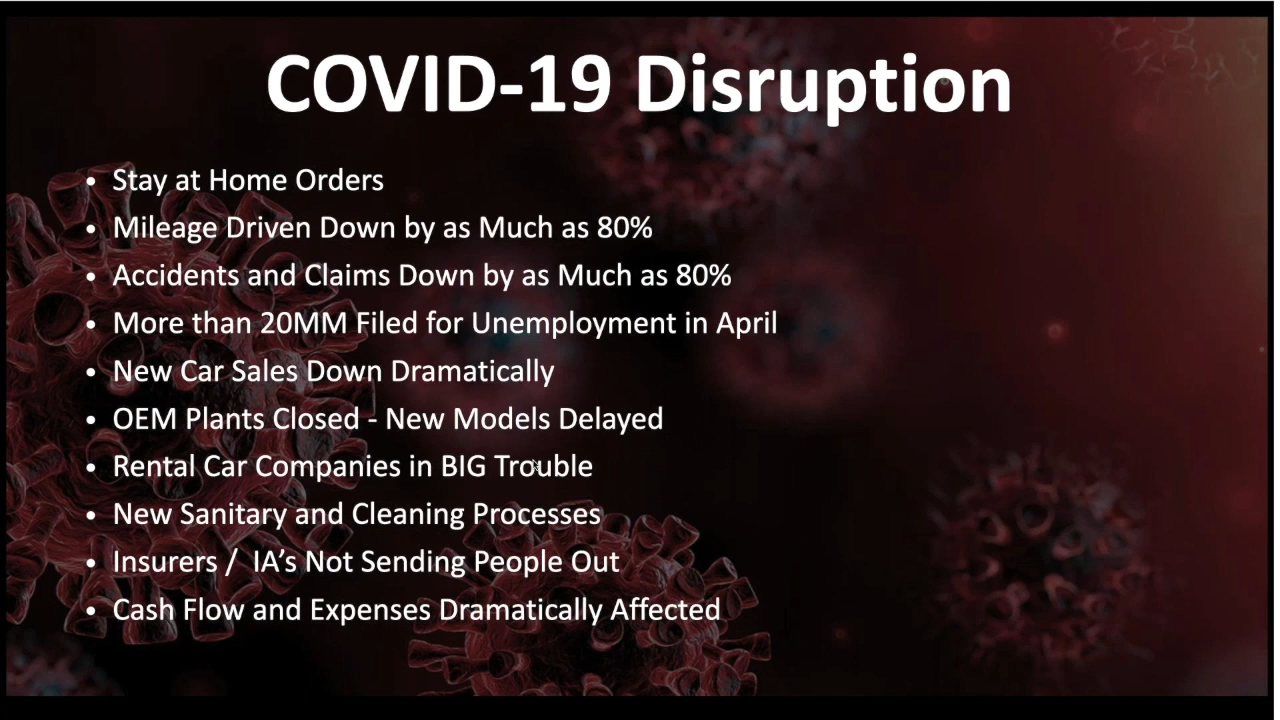 COVID-19 Disruption
• Stay at Home Orders
• Mileage Driven Down by as Much as 80%
• Accidents and Claims Down by as Much as 80%
• More than 20MM Filed for Unemployment in April
• New Car Sales Down Dramatically
• OEM Plants Closed - New Models Delayed
• Rental Car Companies in BIG Trouble
• New Sanitary and Cleaning Processes
• Insurers / IA’s Not Sending People Out
• Cash Flow and Expenses Dramatically Affected